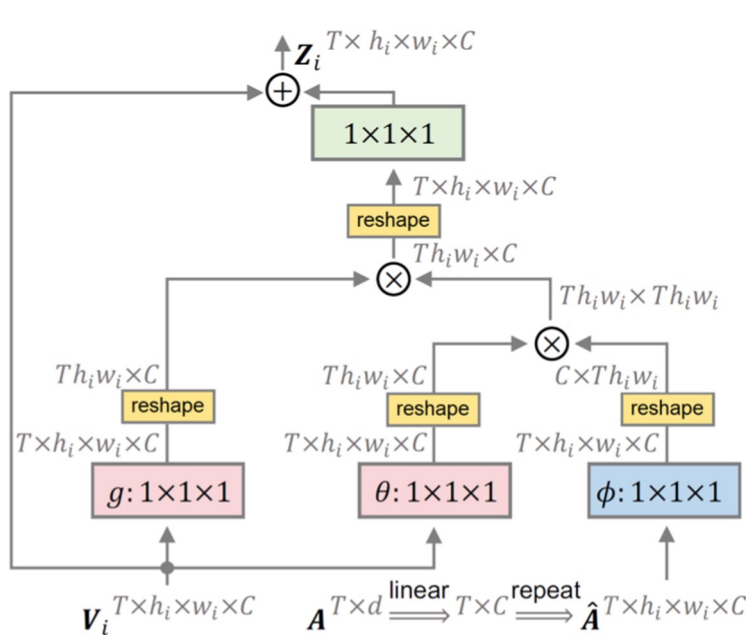 Z_i T× h_i×w_i×C
+
1×1×1
T×h_i×w_i×C
reshape
Th_iw_i×C
×
Th_iw_i×Th_iw_i
×
Th_iw_i×C Th_iw_i×C C×Th_iw_i
reshape reshape reshape
T×h_i×w_i×C T×h_i×w_i×C T×h_i×w_i×C
g: 1×1×1 θ: 1×1×1 ϕ: 1×1×1
linear repeat
V_i T×h_i×w_i×C A T×d ⟹ T×C ⟹ Â T×h_i×w_i×C